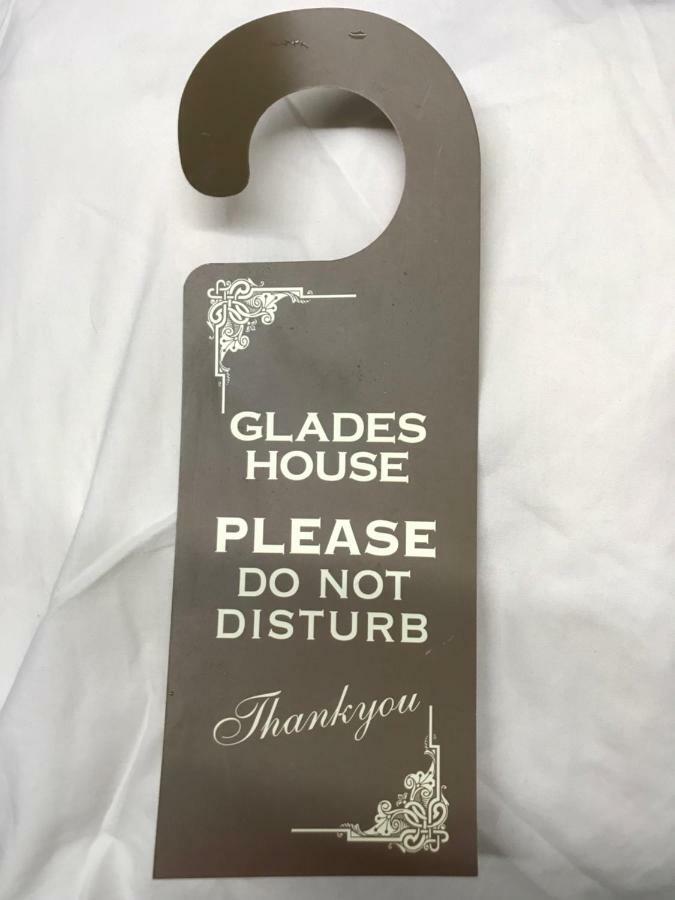 GLADES
HOUSE
PLEASE
DO NOT
DISTURB
Thankyou